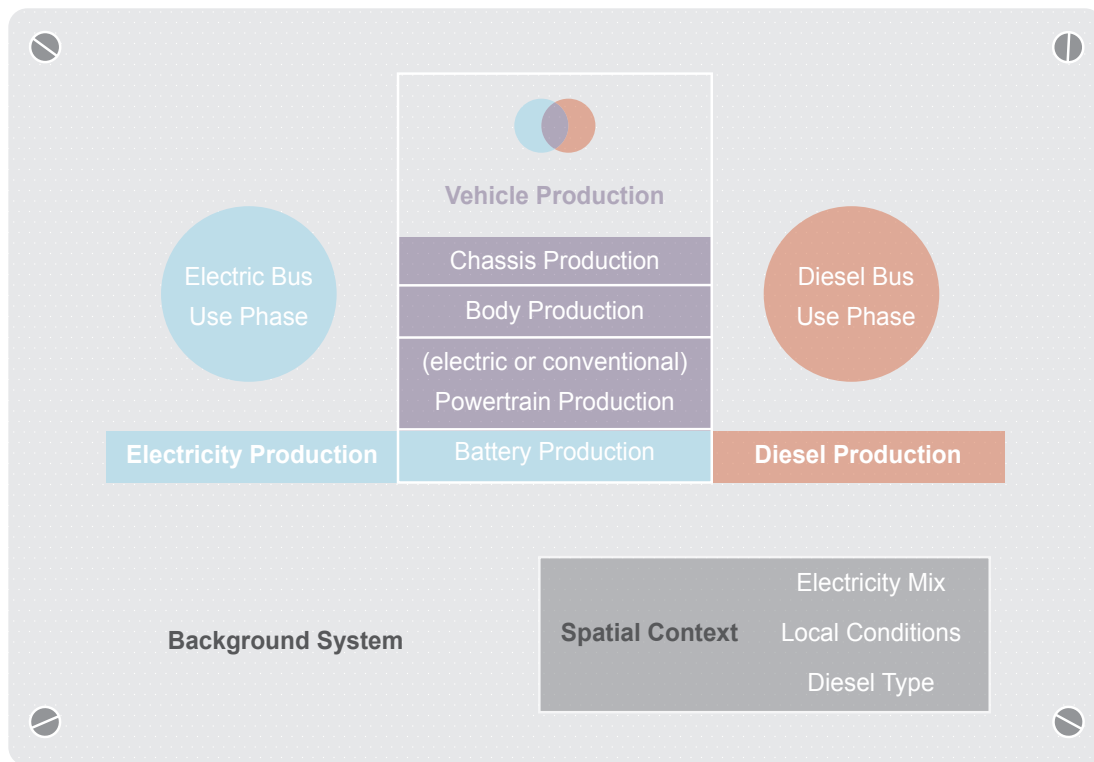 Vehicle Production
Electric Bus
Use Phase
Chassis Production
Body Production
(electric or conventional)
Powertrain Production
Diesel Bus
Use Phase
Electricity Production
Battery Production
Diesel Production
Background System
Spatial Context
Electricity Mix
Local Conditions
Diesel Type